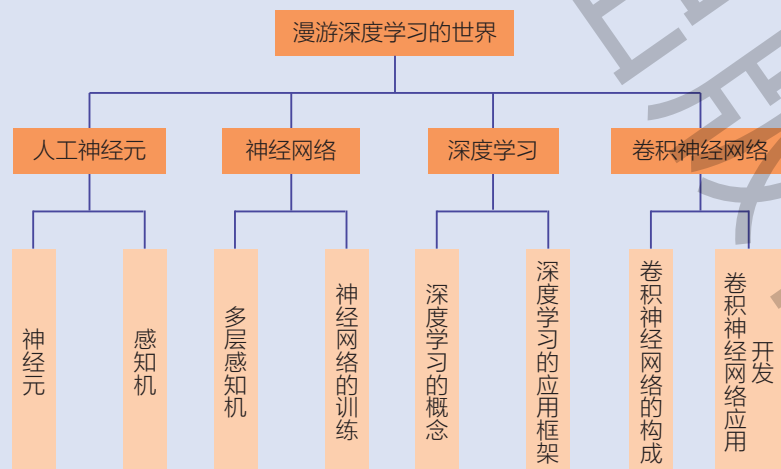 漫游深度学习的世界
人工神经元
神经网络
深度学习
卷积神经网络
神经元
感知机
多层感知机
神经网络的训练
深度学习的概念
深度学习的应用框架
卷积神经网络的构成
卷积神经网络应用
开发